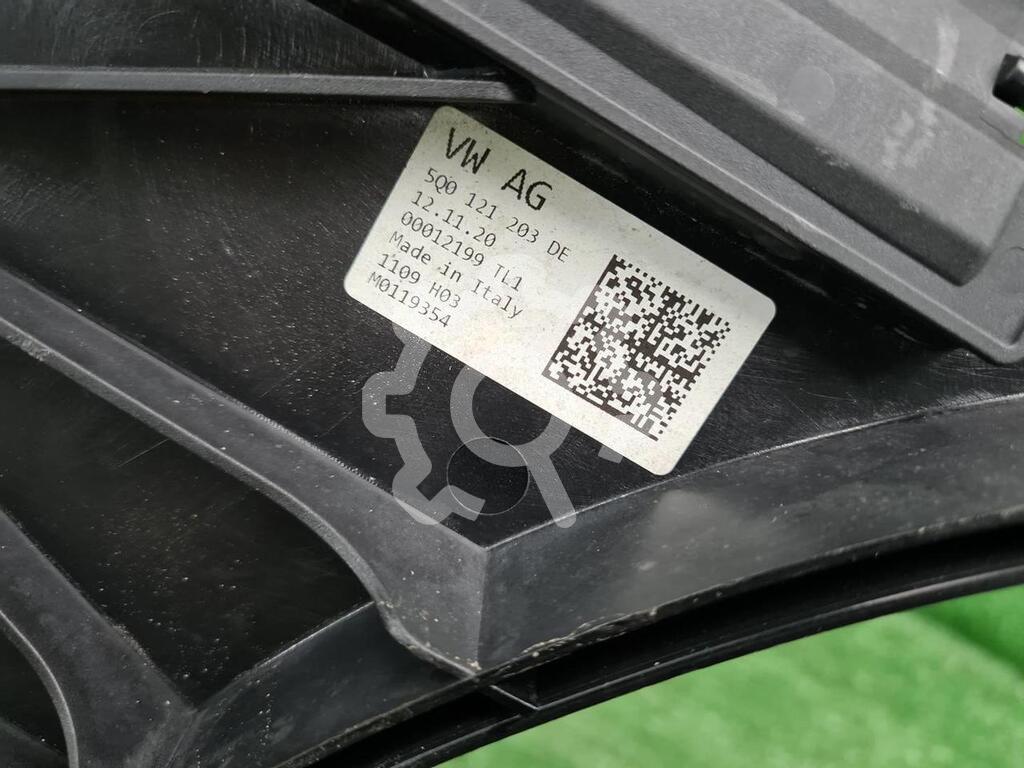 VW AG
5Q0 121 203 DE
12.11.20
00012199 TL1
Made in Italy
1109 H03
M0119354